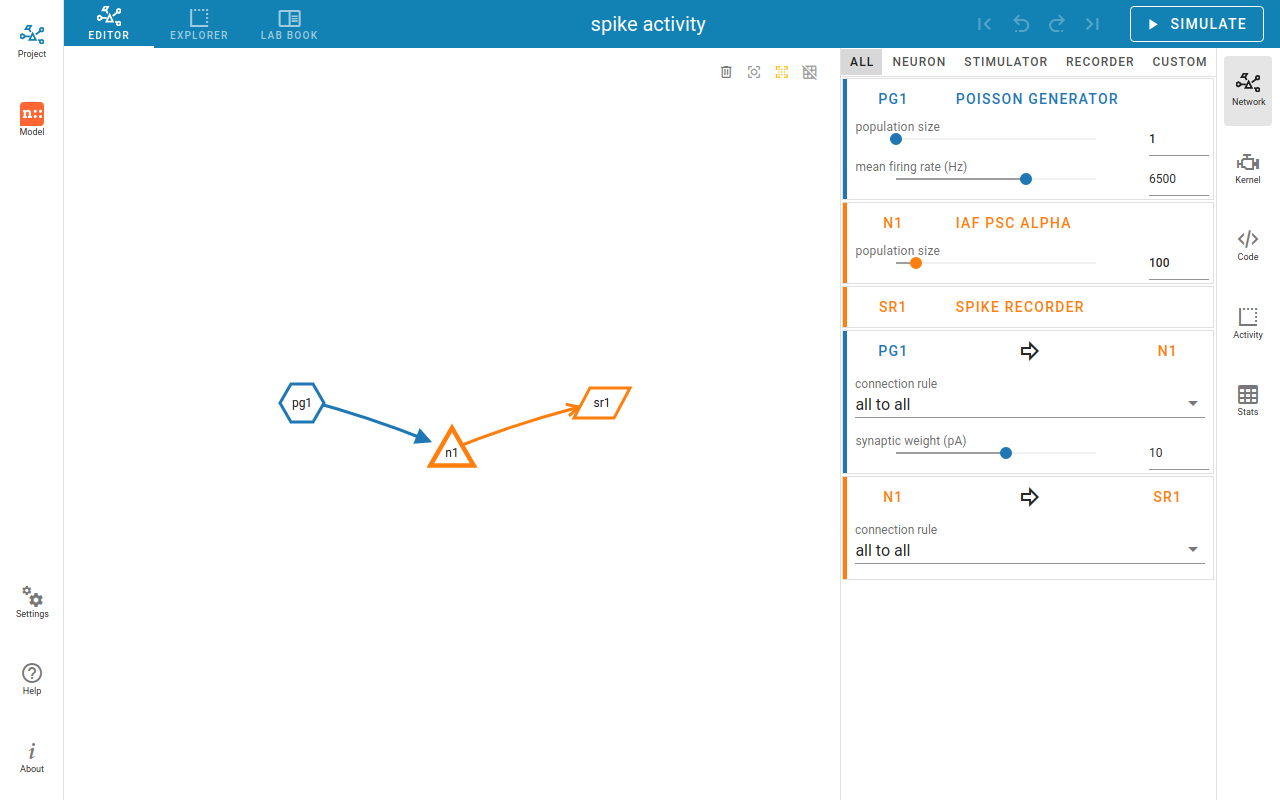 Project
n::
Model
Settings
Help
i
About
EDITOR
EXPLORER
LAB BOOK
spike activity
SIMULATE
pg1
n1
sr1
ALL NEURON STIMULATOR RECORDER CUSTOM
PG1 POISSON GENERATOR
population size
1
mean firing rate (Hz)
6500
N1 IAF PSC ALPHA
population size
100
SR1 SPIKE RECORDER
PG1 N1
connection rule
all to all
synaptic weight (pA)
10
N1 SR1
connection rule
all to all
Network
Kernel
Code
Activity
Stats